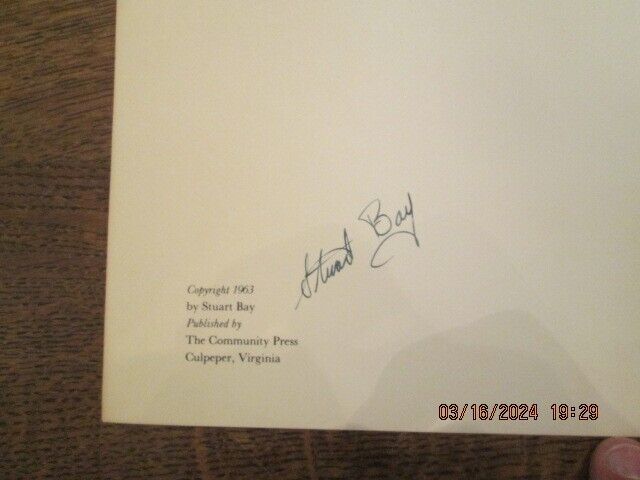 Stuart Bay
Copyright 1963
by Stuart Bay
Published by
The Community Press
Culpeper, Virginia
03/16/2024 19:29